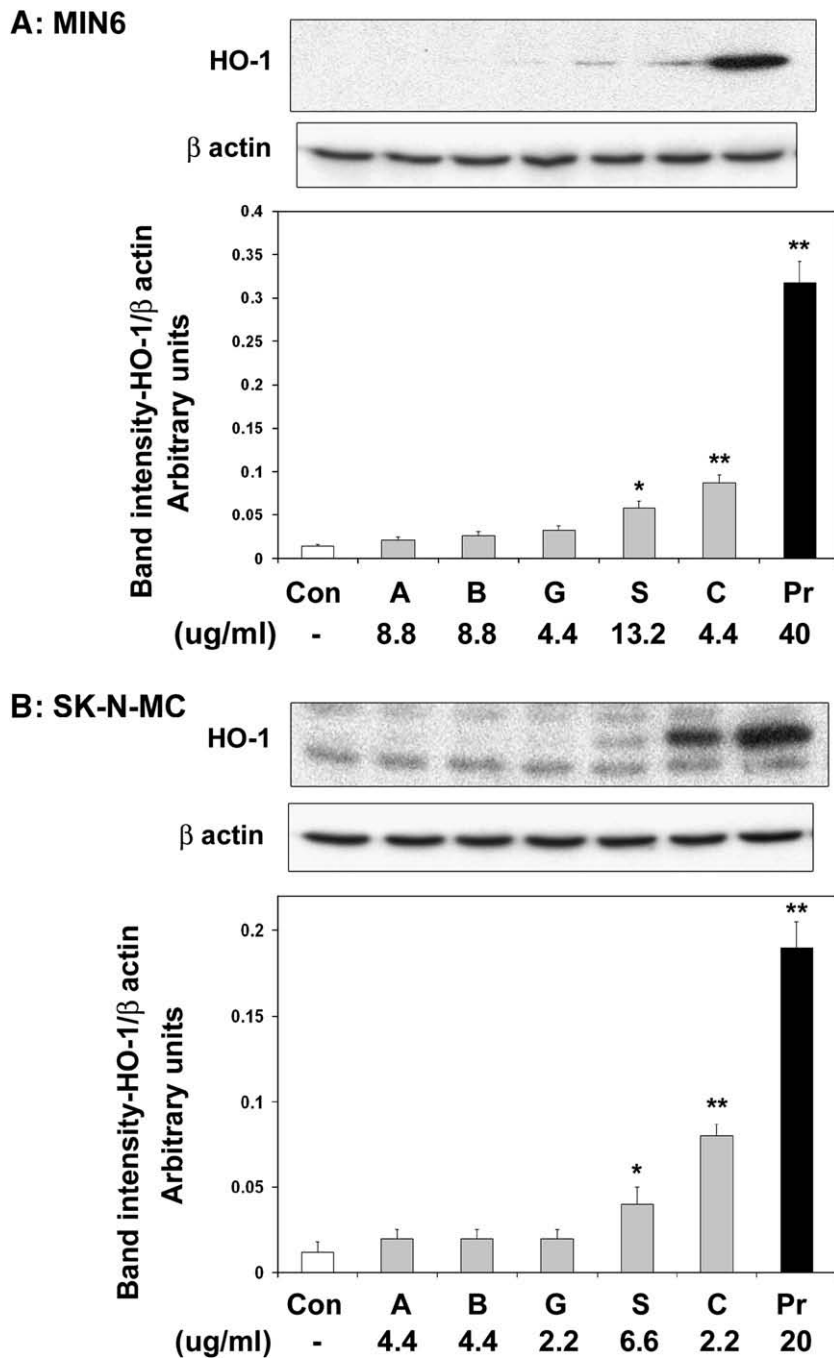 A: MIN6
HO-1
β actin
Band intensity-HO-1/β actin
Arbitrary units
0.4
0.35
0.3
0.25
0.2
0.15
0.1
0.05
0
*
**
**
Con A B G S C Pr
(ug/ml) - 8.8 8.8 4.4 13.2 4.4 40
B: SK-N-MC
HO-1
β actin
Band intensity-HO-1/β actin
Arbitrary units
0.2
0.15
0.1
0.05
0
*
**
**
Con A B G S C Pr
(ug/ml) - 4.4 4.4 2.2 6.6 2.2 20